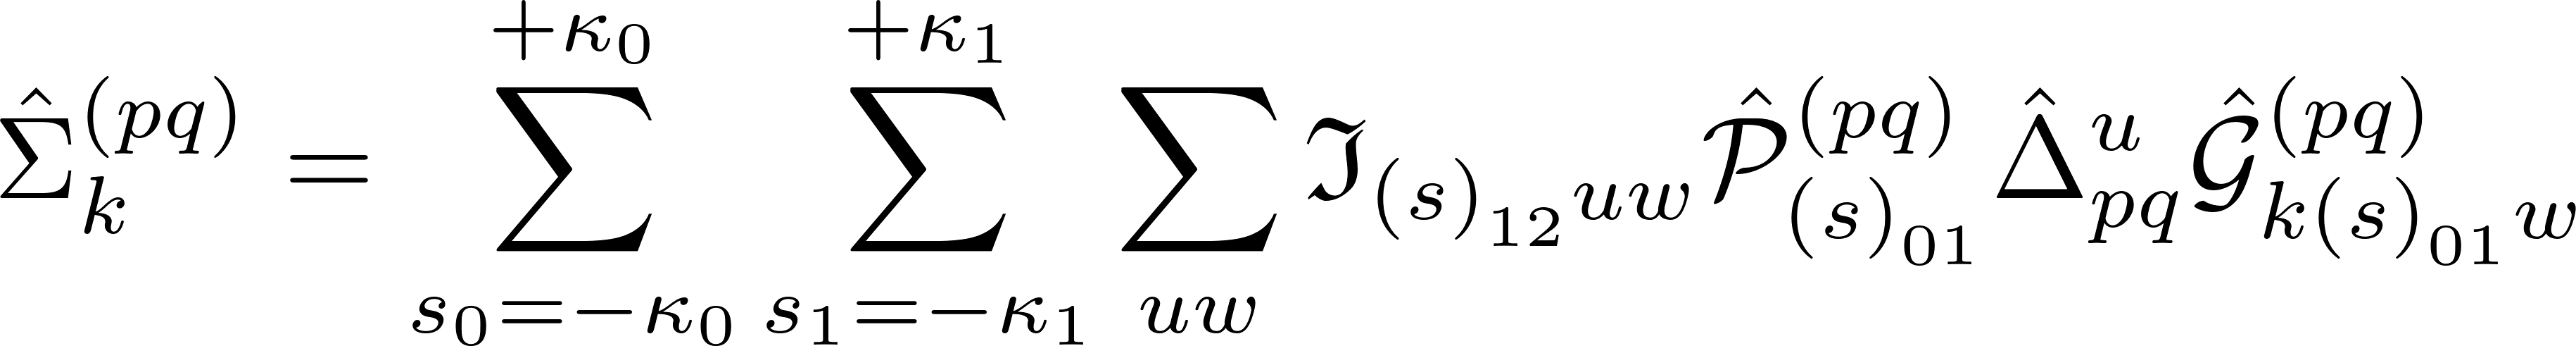 \hat{\Sigma}_{k}^{(pq)} = \sum_{s_0=-\kappa_0}^{+\kappa_0} \sum_{s_1=-\kappa_1}^{+\kappa_1} \sum_{uw} \mathfrak{I}_{(s)_{12}uw} \hat{\mathcal{P}}_{(s)_{01}}^{(pq)} \hat{\Delta}_{pq}^{u} \hat{\mathcal{G}}_{k(s)_{01}w}^{(pq)}